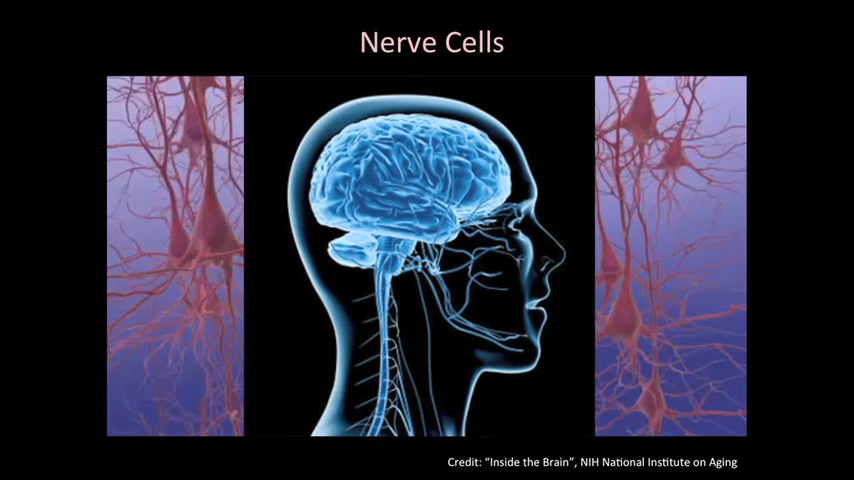 Nerve Cells
Credit: “Inside the Brain”, NIH National Institute on Aging